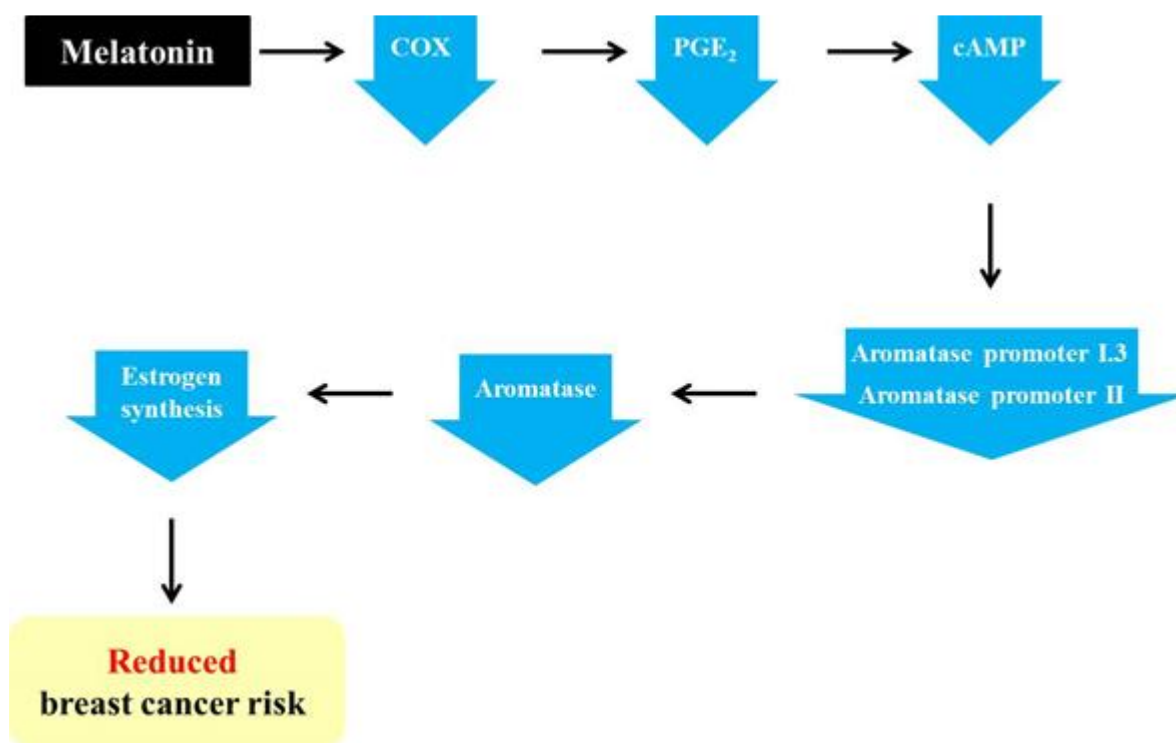 Melatonin
COX
PGE₂
cAMP
Aromatase promoter I.3
Aromatase promoter II
Aromatase
Estrogen
synthesis
Reduced
breast cancer risk